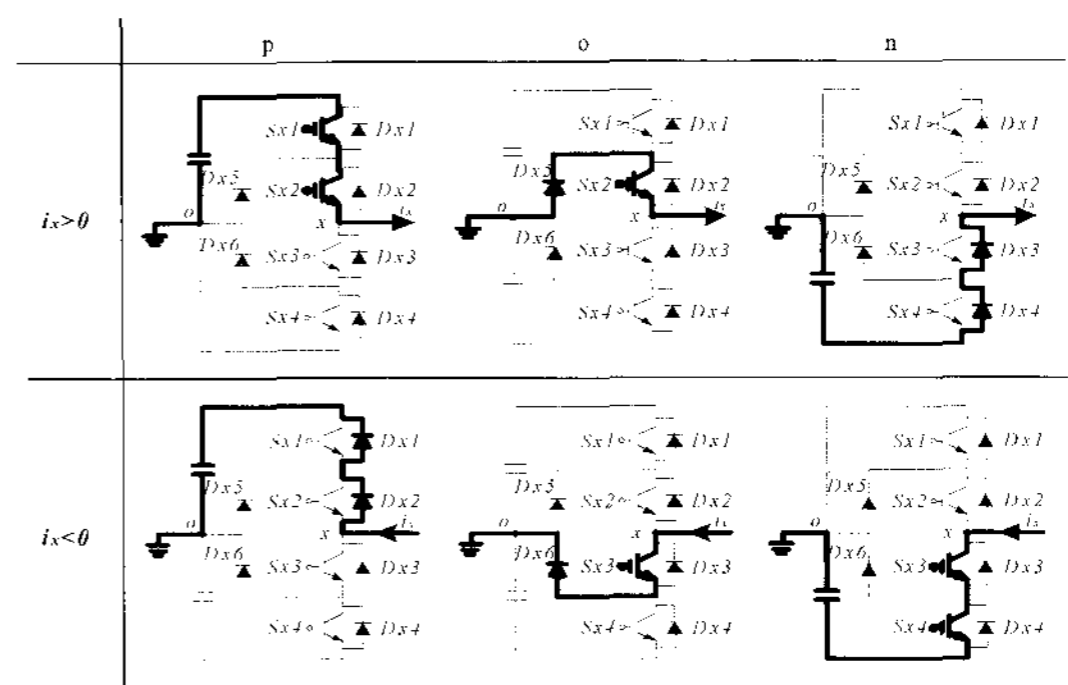 p o n
ix>0
Sx1 Dx1
Dx5 Sx2 Dx2
o x ix
Dx6 Sx3 Dx3
Sx4 Dx4
Sx1 Dx1
Dx5 Sx2 Dx2
o x ix
Dx6 Sx3 Dx3
Sx4 Dx4
Sx1 Dx1
Dx5 Sx2 Dx2
o x ix
Dx6 Sx3 Dx3
Sx4 Dx4
ix<0
Sx1 Dx1
Dx5 Sx2 Dx2
o x
Dx6 Sx3 Dx3
Sx4 Dx4
Sx1 Dx1
Dx5 Sx2 Dx2
o x
Dx6 Sx3 Dx3
Sx4 Dx4
Sx1 Dx1
Dx5 Sx2 Dx2
o x
Dx6 Sx3 Dx3
Sx4 Dx4